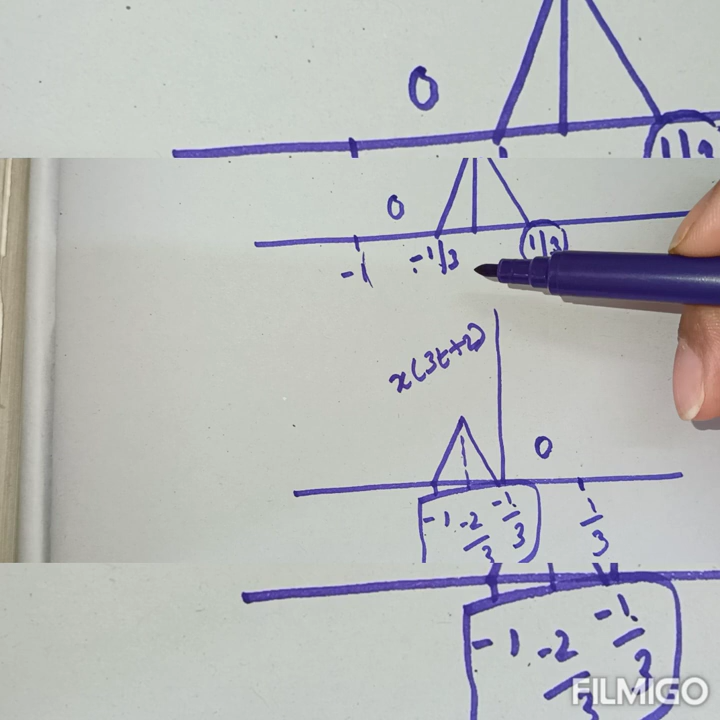 0
1/3
0
-1 -1/3 1/3
x(3t+2)
0
-1 -2/3 -1/3 1/3
-1 -2/3 -1/3
FILMIGO